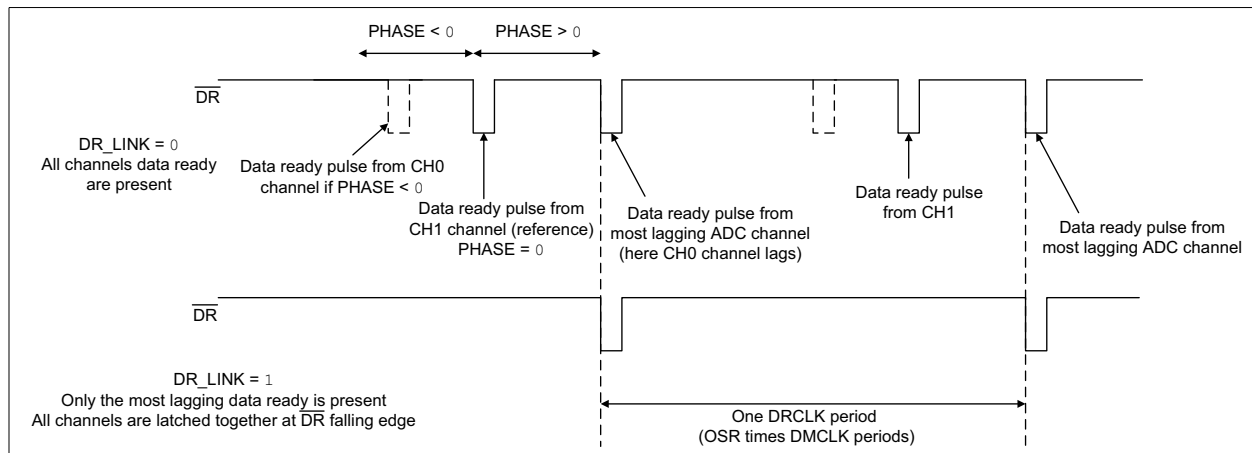 PHASE < 0
PHASE > 0
DR
DR_LINK = 0
All channels data ready
are present
Data ready pulse from CH0
channel if PHASE < 0
Data ready pulse from
CH1 channel (reference)
PHASE = 0
Data ready pulse from
most lagging ADC channel
(here CH0 channel lags)
Data ready pulse
from CH1
Data ready pulse from
most lagging ADC channel
DR
DR_LINK = 1
Only the most lagging data ready is present
All channels are latched together at DR falling edge
One DRCLK period
(OSR times DMCLK periods)